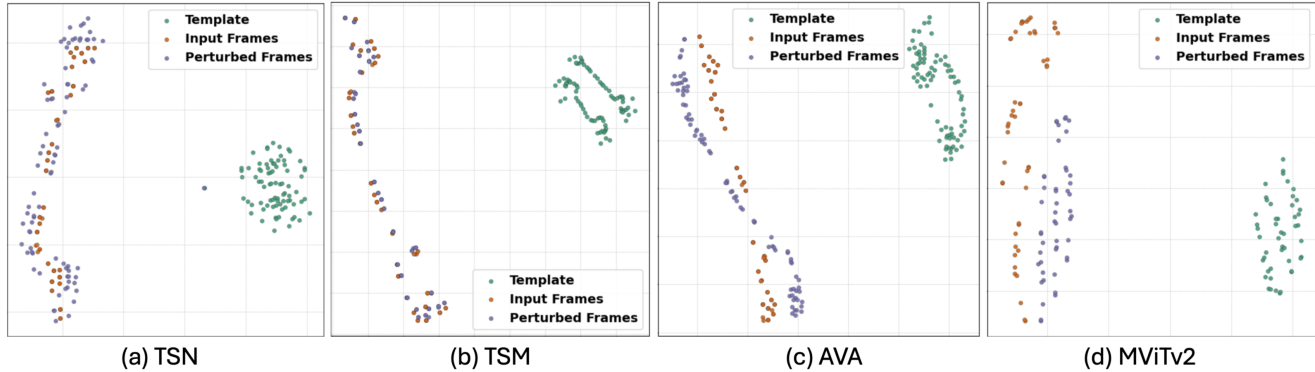 Template
Input Frames
Perturbed Frames
Template
Input Frames
Perturbed Frames
Template
Input Frames
Perturbed Frames
Template
Input Frames
Perturbed Frames
(a) TSN
(b) TSM
(c) AVA
(d) MViTv2